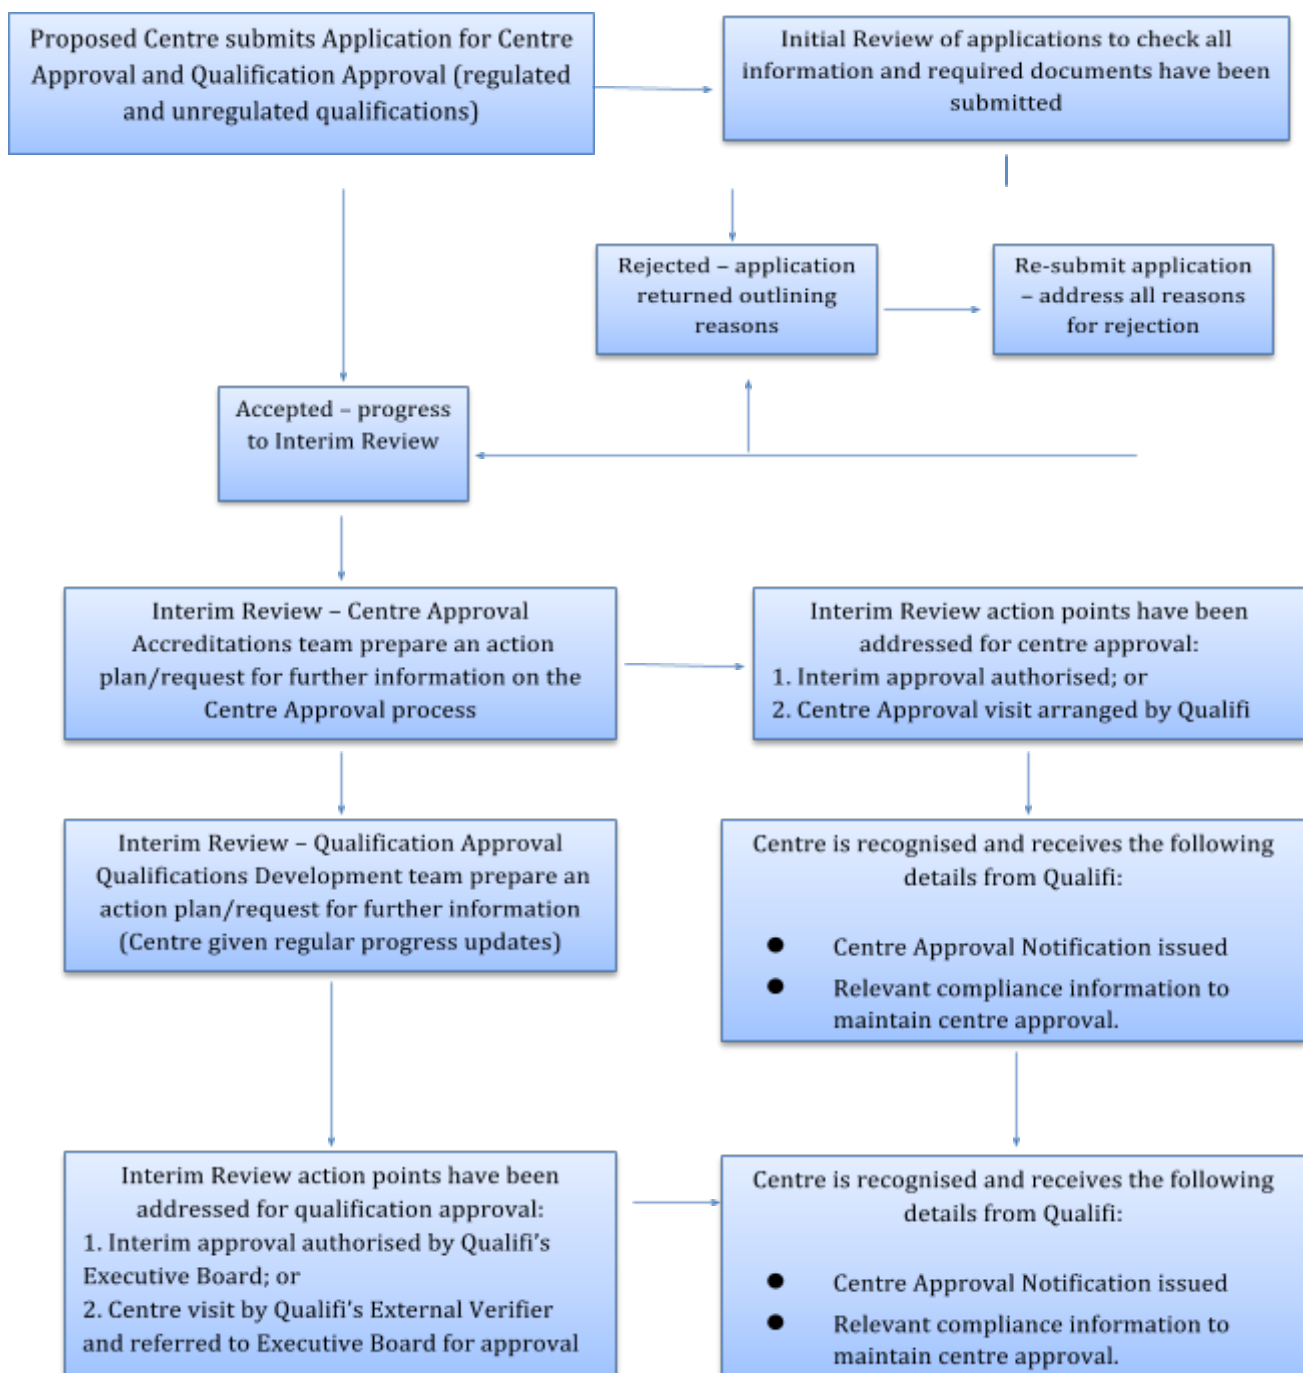 Proposed Centre submits Application for Centre
Approval and Qualification Approval (regulated
and unregulated qualifications)
Initial Review of applications to check all
information and required documents have been
submitted
Rejected – application
returned outlining
reasons
Re-submit application
– address all reasons
for rejection
Accepted – progress
to Interim Review
Interim Review – Centre Approval
Accreditations team prepare an action
plan/request for further information on the
Centre Approval process
Interim Review action points have been
addressed for centre approval:
1. Interim approval authorised; or
2. Centre Approval visit arranged by Qualifi
Interim Review – Qualification Approval
Qualifications Development team prepare an
action plan/request for further information
(Centre given regular progress updates)
Centre is recognised and receives the following
details from Qualifi:
● Centre Approval Notification issued
● Relevant compliance information to
maintain centre approval.
Interim Review action points have been
addressed for qualification approval:
1. Interim approval authorised by Qualifi’s
Executive Board; or
2. Centre visit by Qualifi’s External Verifier
and referred to Executive Board for approval
Centre is recognised and receives the following
details from Qualifi:
● Centre Approval Notification issued
● Relevant compliance information to
maintain centre approval.